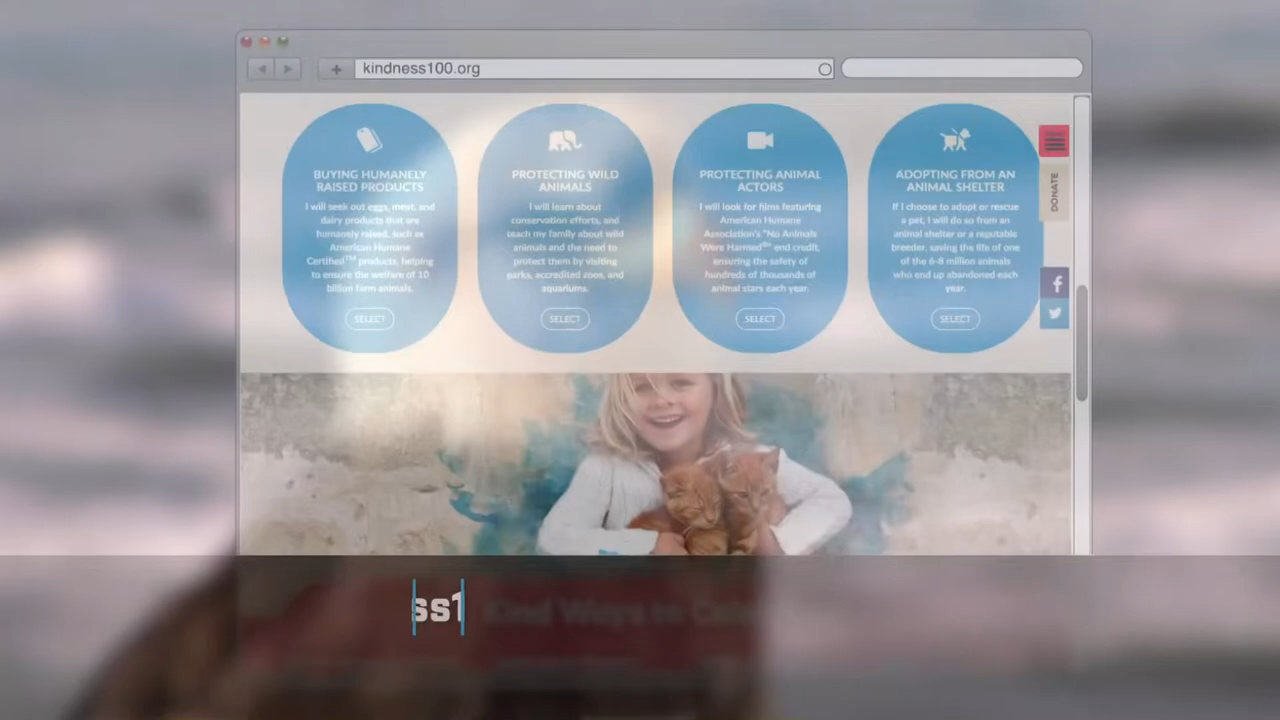 kindness100.org
BUYING HUMANELY
RAISED PRODUCTS
I will seek out eggs, meat, and
dairy products that are
humanely raised, such as
American Humane
Certified™ products, helping
to ensure the welfare of 10
billion farm animals.
SELECT
PROTECTING WILD
ANIMALS
I will learn about
conservation efforts, and
teach my family about wild
animals and the need to
protect them by visiting
parks, accredited zoos, and
aquariums.
SELECT
PROTECTING ANIMAL
ACTORS
I will look for films featuring
American Humane
Association's "No Animals
Were Harmed®" end credit,
ensuring the safety of
hundreds of thousands of
animal stars each year.
SELECT
ADOPTING FROM AN
ANIMAL SHELTER
If I choose to adopt or rescue
a pet, I will do so from an
animal shelter or a reputable
breeder, saving the life of one
of the 6-8 million animals
who end up abandoned each
year.
SELECT
DONATE
ss1
Kind Ways to